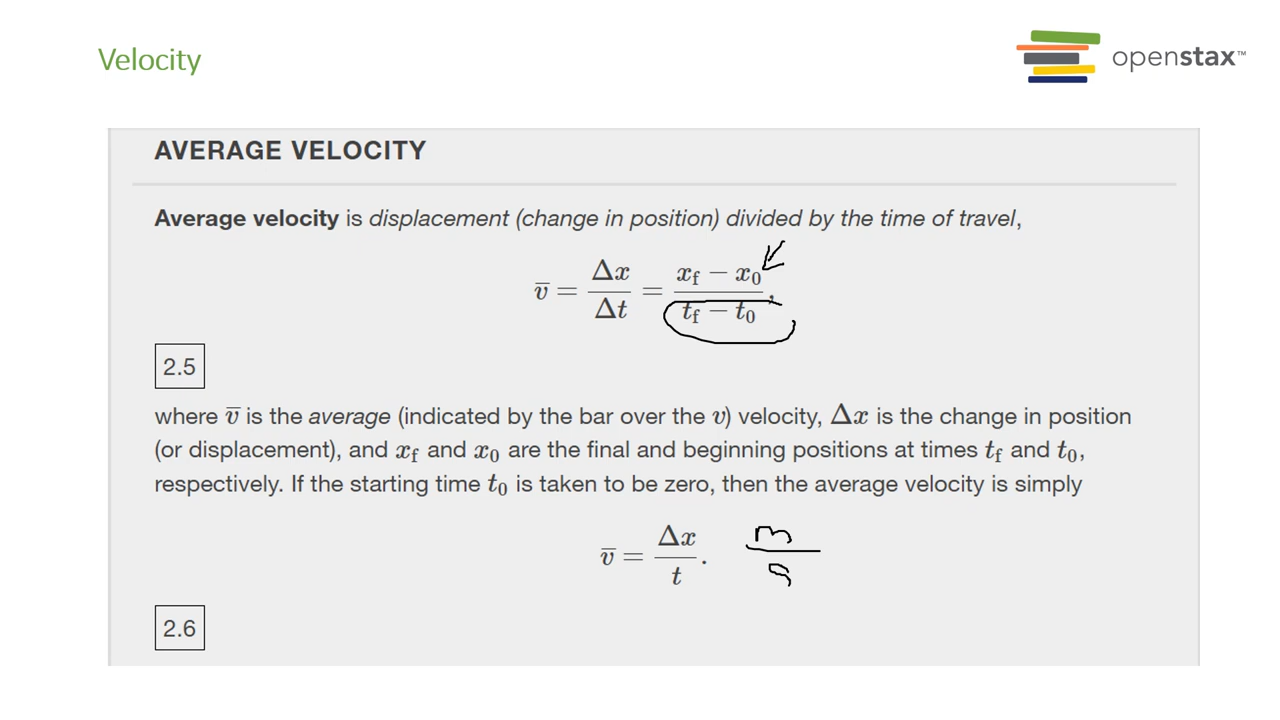 Velocity
openstax™
AVERAGE VELOCITY
Average velocity is displacement (change in position) divided by the time of travel,
v̅ = Δx/Δt = (x_f − x_0)/(t_f − t_0),
2.5
where v̅ is the average (indicated by the bar over the v) velocity, Δx is the change in position
(or displacement), and x_f and x_0 are the final and beginning positions at times t_f and t_0,
respectively. If the starting time t_0 is taken to be zero, then the average velocity is simply
v̅ = Δx/t. m/s
2.6